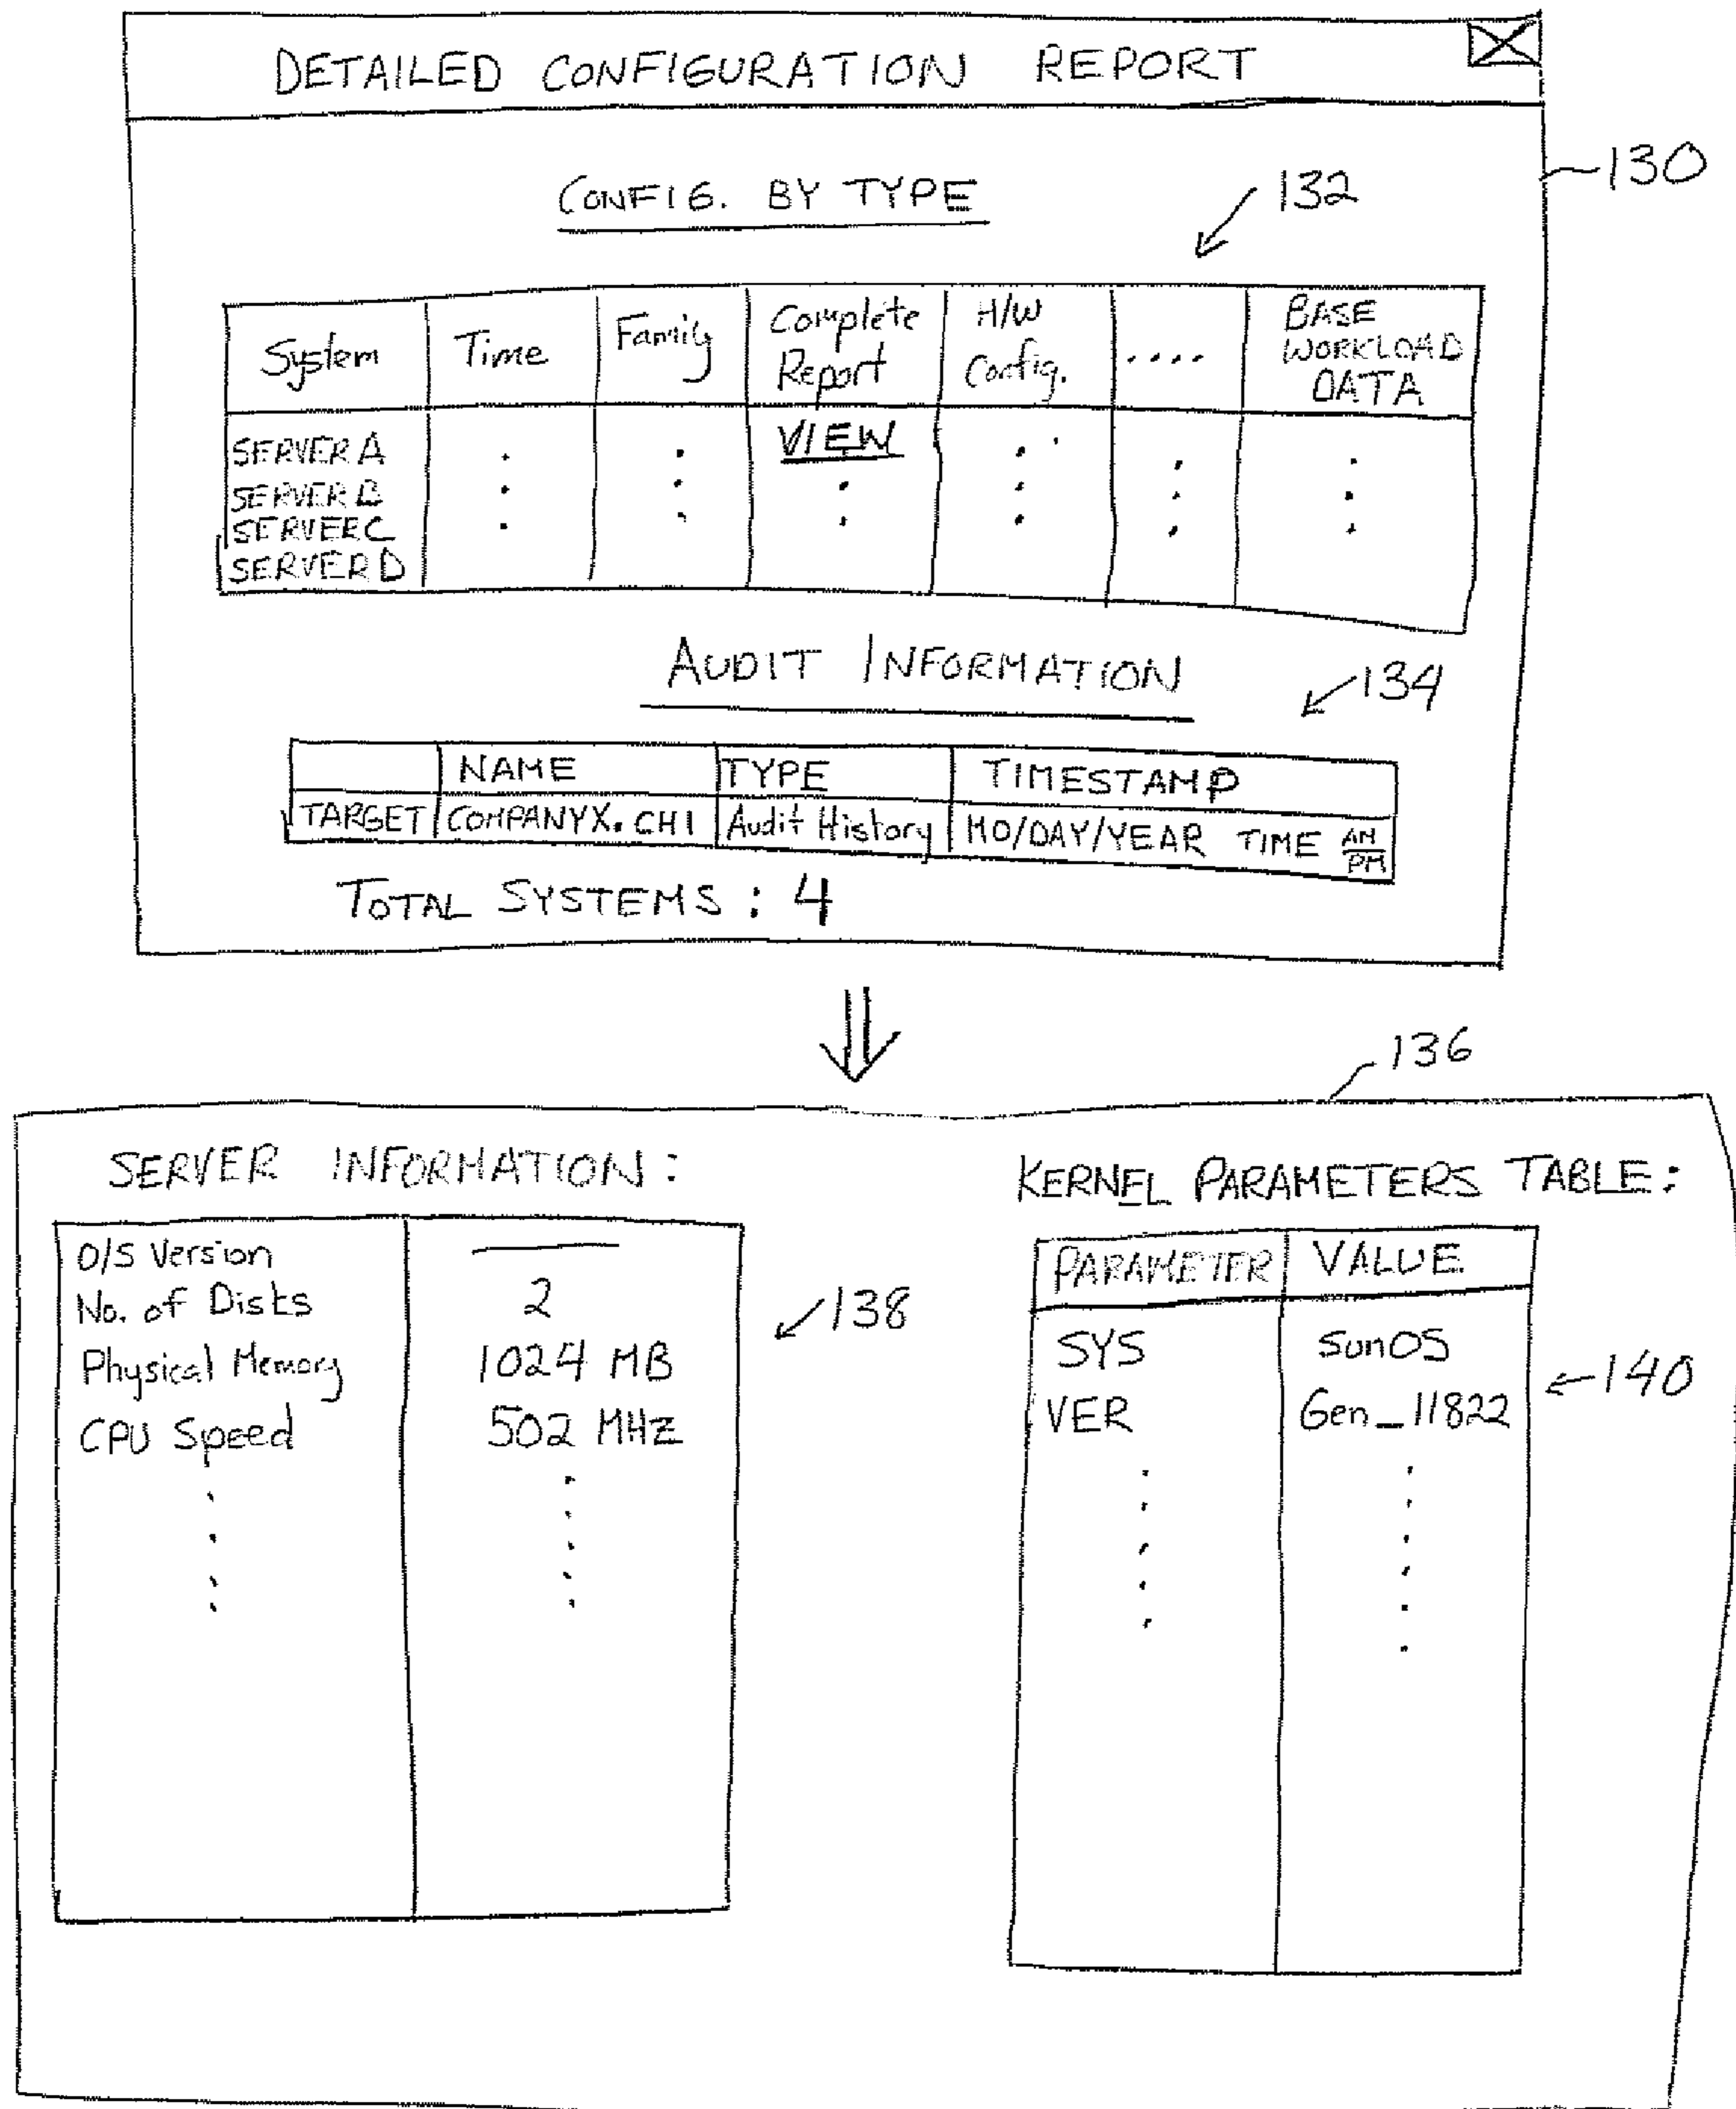 DETAILED CONFIGURATION REPORT
130
CONFIG. BY TYPE
132
System Time Family Complete Report H/W Config. .... BASE WORKLOAD DATA
SERVER A VIEW
SERVER B
SERVER C
SERVER D
AUDIT INFORMATION
134
NAME TYPE TIMESTAMP
TARGET COMPANYX.CHI Audit History MO/DAY/YEAR TIME AM/PM
TOTAL SYSTEMS : 4
136
SERVER INFORMATION:
O/S Version
No. of Disks 2
Physical Memory 1024 MB
CPU Speed 502 MHz
138
KERNEL PARAMETERS TABLE:
PARAMETER VALUE
SYS SunOS
VER Gen_11822
140